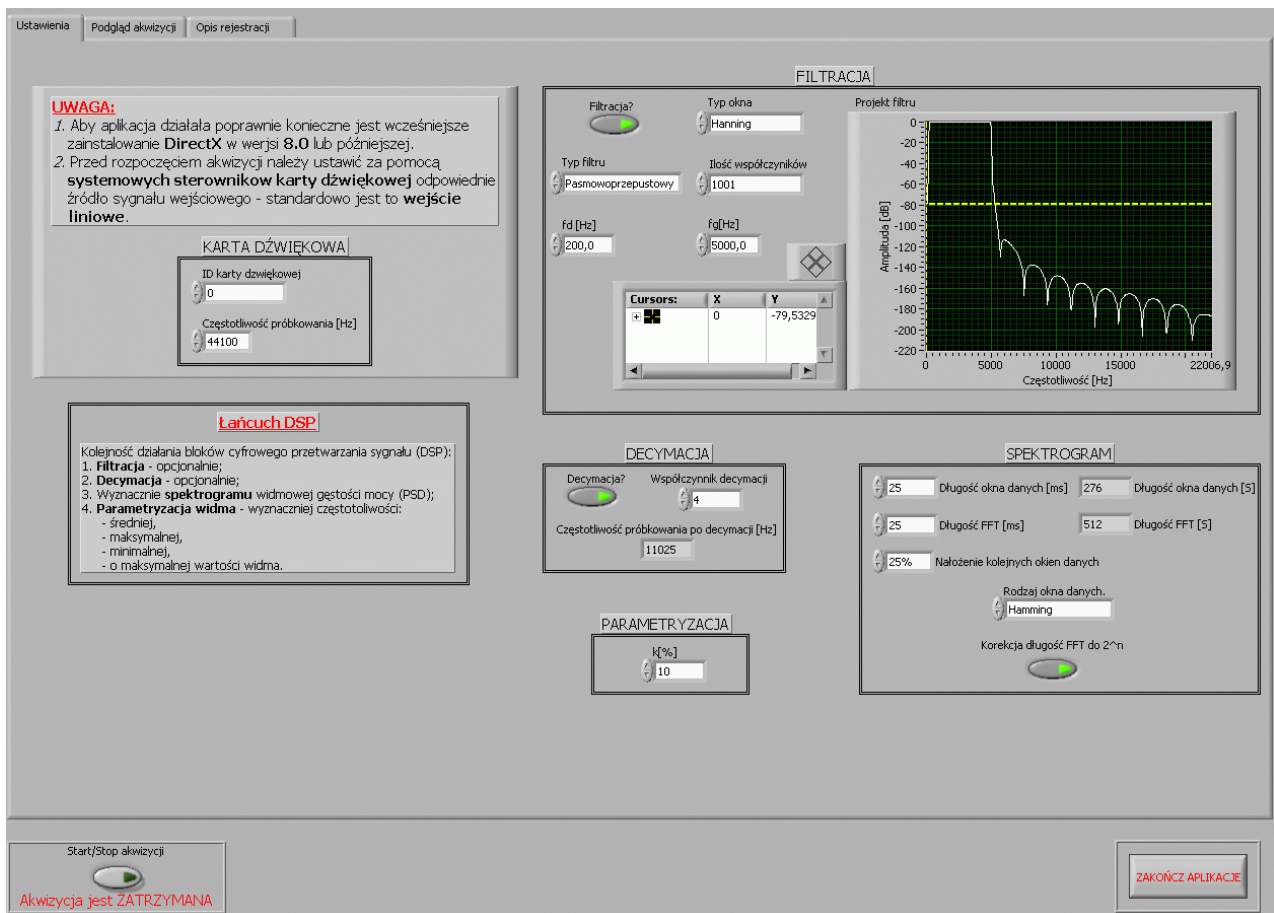 Ustawienia
Podgląd akwizycji
Opis rejestracji
UWAGA:
1. Aby aplikacja działała poprawnie konieczne jest wcześniejsze
zainstalowanie DirectX w werjsi 8.0 lub późniejszej.
2. Przed rozpoczęciem akwizycji należy ustawić za pomocą
systemowych sterownikow karty dźwiękowej odpowiednie
źródło sygnału wejściowego - standardowo jest to wejście
liniowe.
KARTA DŹWIĘKOWA
ID karty dzwiękowej
0
Częstotliwość próbkowania [Hz]
44100
Łańcuch DSP
Kolejność działania bloków cyfrowego przetwarzania sygnału (DSP):
1. Filtracja - opcjonalnie;
2. Decymacja - opcjonalnie;
3. Wyznacznie spektrogramu widmowej gęstości mocy (PSD);
4. Parametryzacja widma - wyznaczniej częstotoliwości:
- średniej,
- maksymalnej,
- minimalnej,
- o maksymalnej wartości widma.
FILTRACJA
Filtracja?
Typ okna
Hanning
Typ filtru
Pasmowoprzepustowy
Ilość współczyników
1001
fd [Hz]
200,0
fg[Hz]
5000,0
Cursors: X Y
0 -79,5329
Projekt filtru
Amplituda [dB]
0
-20
-40
-60
-80
-100
-120
-140
-160
-180
-200
-220
0 5000 10000 15000 22006,9
Częstotliwość [Hz]
DECYMACJA
Decymacja?
Współczynnik decymacji
4
Częstotliwość próbkowania po decymacji [Hz]
11025
PARAMETRYZACJA
k[%]
10
SPEKTROGRAM
25 Długość okna danych [ms] 276 Długość okna danych [S]
25 Długość FFT [ms] 512 Długość FFT [S]
25% Nałożenie kolejnych okien danych
Rodzaj okna danych.
Hamming
Korekcja długość FFT do 2^n
Start/Stop akwizycji
Akwizycja jest ZATRZYMANA
ZAKOŃCZ APLIKACJE